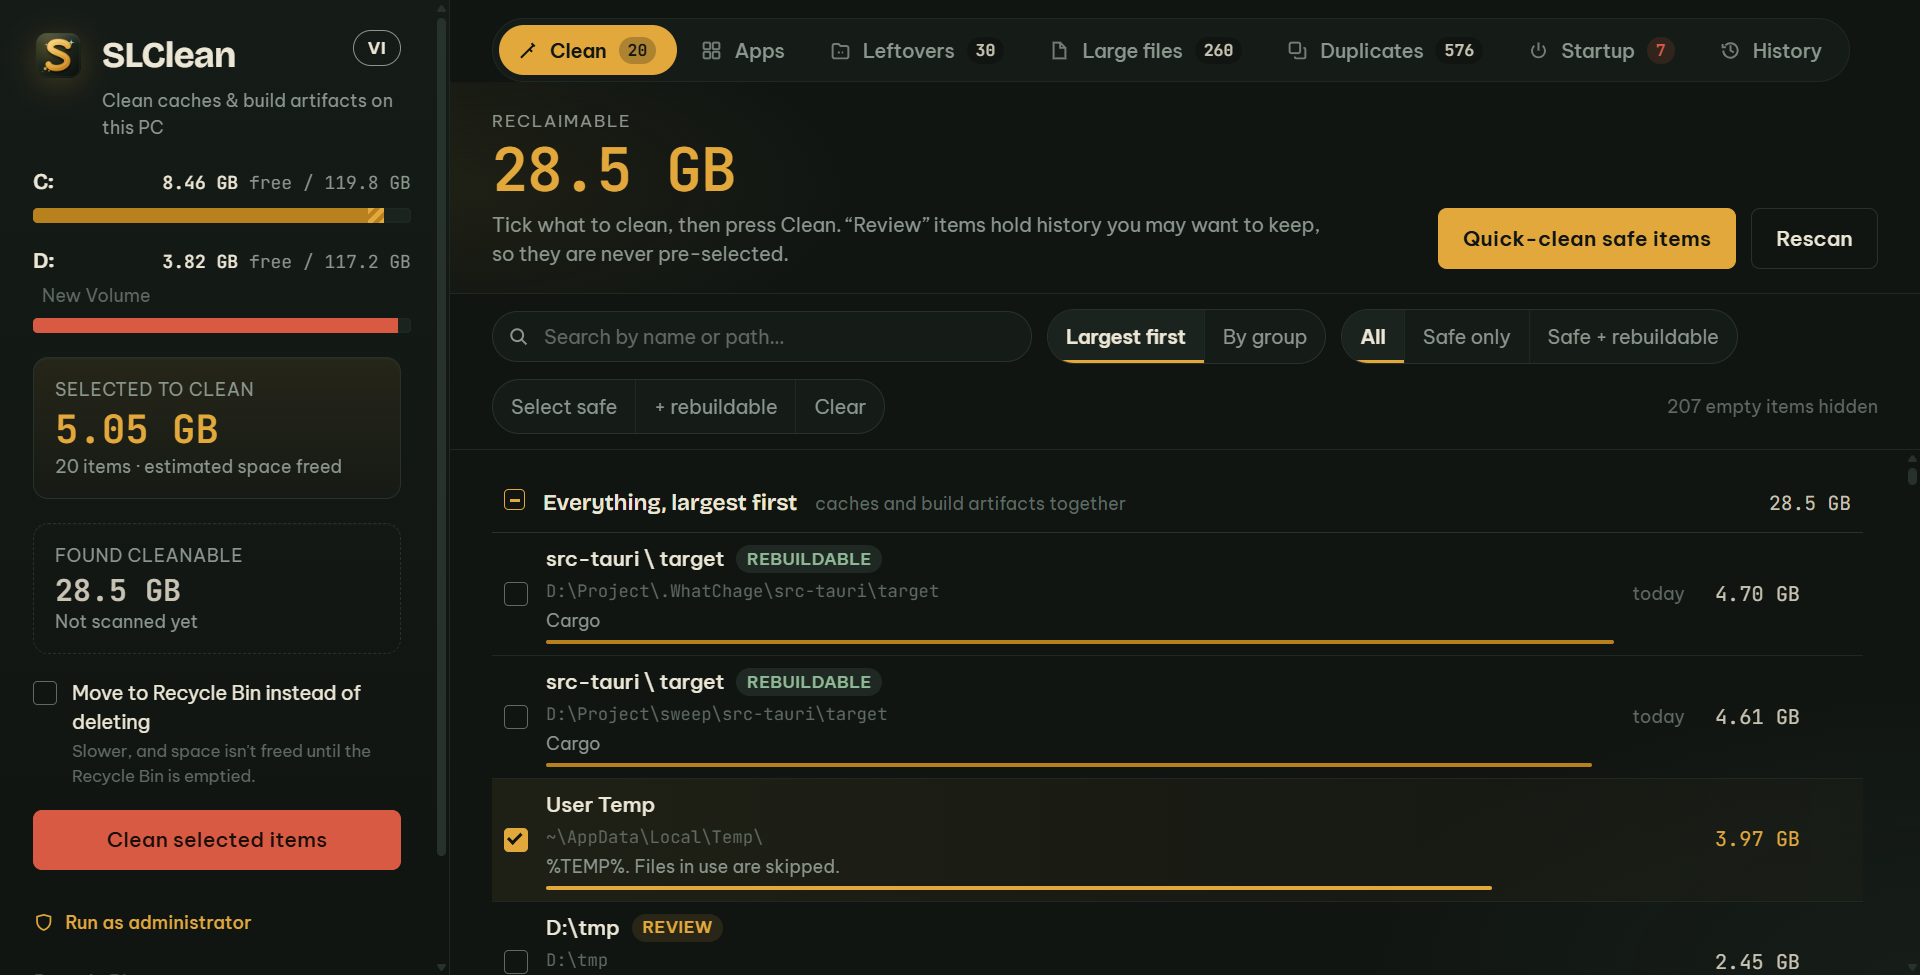 SLClean
VI
Clean caches & build artifacts on
this PC
C:
8.46 GB free / 119.8 GB
D:
3.82 GB free / 117.2 GB
New Volume
SELECTED TO CLEAN
5.05 GB
20 items · estimated space freed
FOUND CLEANABLE
28.5 GB
Not scanned yet
Move to Recycle Bin instead of
deleting
Slower, and space isn't freed until the
Recycle Bin is emptied.
Clean selected items
Run as administrator
Clean 20
Apps
Leftovers 30
Large files 260
Duplicates 576
Startup 7
History
RECLAIMABLE
28.5 GB
Tick what to clean, then press Clean. “Review” items hold history you may want to keep,
so they are never pre-selected.
Quick-clean safe items
Rescan
Search by name or path...
Largest first
By group
All
Safe only
Safe + rebuildable
Select safe
+ rebuildable
Clear
207 empty items hidden
Everything, largest first
caches and build artifacts together
28.5 GB
src-tauri \ target REBUILDABLE
D:\Project\.WhatChage\src-tauri\target
Cargo
today
4.70 GB
src-tauri \ target REBUILDABLE
D:\Project\sweep\src-tauri\target
Cargo
today
4.61 GB
User Temp
~\AppData\Local\Temp\
%TEMP%. Files in use are skipped.
3.97 GB
D:\tmp REVIEW
D:\tmp
2.45 GB